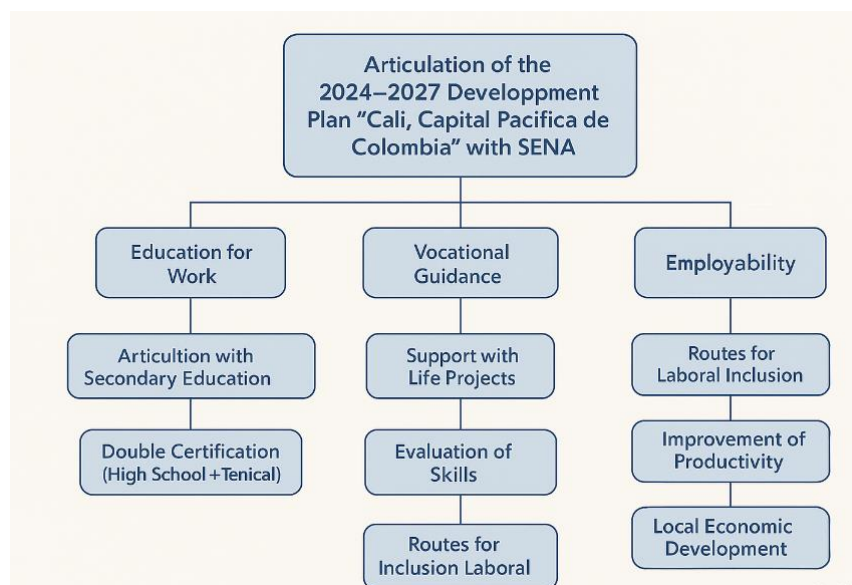 Articulation of the
2024–2027 Developpment
Plan "Cali, Capital Pacifica de
Colombia" with SENA
Education for
Work
Articultion with
Secondary Education
Double Certification
(High School +Tenical)
Vocational
Guidance
Support with
Life Projects
Evaluation of
Skills
Routes for
Inclusion Laboral
Employability
Routes for
Laboral Inclusion
Improvement of
Productivity
Local Economic
Development